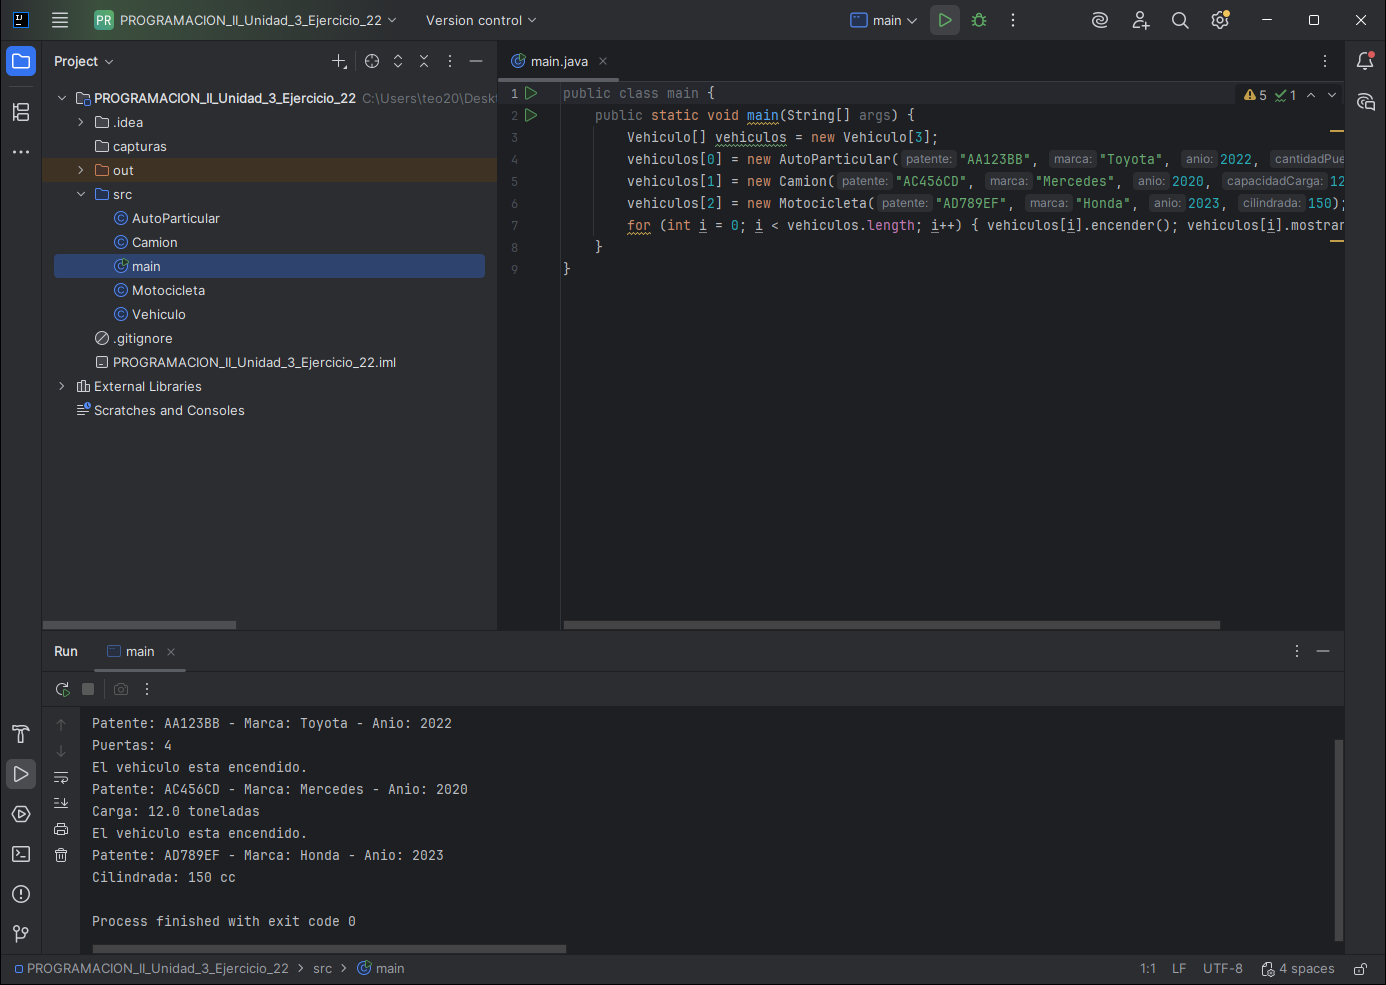 PR PROGRAMACION_II_Unidad_3_Ejercicio_22 Version control main
Project
PROGRAMACION_II_Unidad_3_Ejercicio_22 C:\Users\teo20\Deskt
.idea
capturas
out
src
AutoParticular
Camion
main
Motocicleta
Vehiculo
.gitignore
PROGRAMACION_II_Unidad_3_Ejercicio_22.iml
External Libraries
Scratches and Consoles
main.java
5 1
1 public class main {
2 public static void main(String[] args) {
3 Vehiculo[] vehiculos = new Vehiculo[3];
4 vehiculos[0] = new AutoParticular( patente: "AA123BB", marca: "Toyota", anio: 2022, cantidadPue
5 vehiculos[1] = new Camion( patente: "AC456CD", marca: "Mercedes", anio: 2020, capacidadCarga: 12
6 vehiculos[2] = new Motocicleta( patente: "AD789EF", marca: "Honda", anio: 2023, cilindrada: 150);
7 for (int i = 0; i < vehiculos.length; i++) { vehiculos[i].encender(); vehiculos[i].mostrar
8 }
9 }
Run main
Patente: AA123BB - Marca: Toyota - Anio: 2022
Puertas: 4
El vehiculo esta encendido.
Patente: AC456CD - Marca: Mercedes - Anio: 2020
Carga: 12.0 toneladas
El vehiculo esta encendido.
Patente: AD789EF - Marca: Honda - Anio: 2023
Cilindrada: 150 cc
Process finished with exit code 0
PROGRAMACION_II_Unidad_3_Ejercicio_22 src main 1:1 LF UTF-8 4 spaces